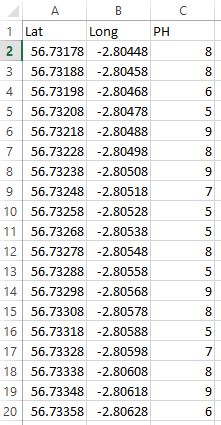 A B C
1 Lat Long PH
2 56.73178 -2.80448 8
3 56.73188 -2.80458 8
4 56.73198 -2.80468 6
5 56.73208 -2.80478 5
6 56.73218 -2.80488 9
7 56.73228 -2.80498 8
8 56.73238 -2.80508 9
9 56.73248 -2.80518 7
10 56.73258 -2.80528 5
11 56.73268 -2.80538 5
12 56.73278 -2.80548 8
13 56.73288 -2.80558 5
14 56.73298 -2.80568 9
15 56.73308 -2.80578 8
16 56.73318 -2.80588 5
17 56.73328 -2.80598 7
18 56.73338 -2.80608 8
19 56.73348 -2.80618 9
20 56.73358 -2.80628 6